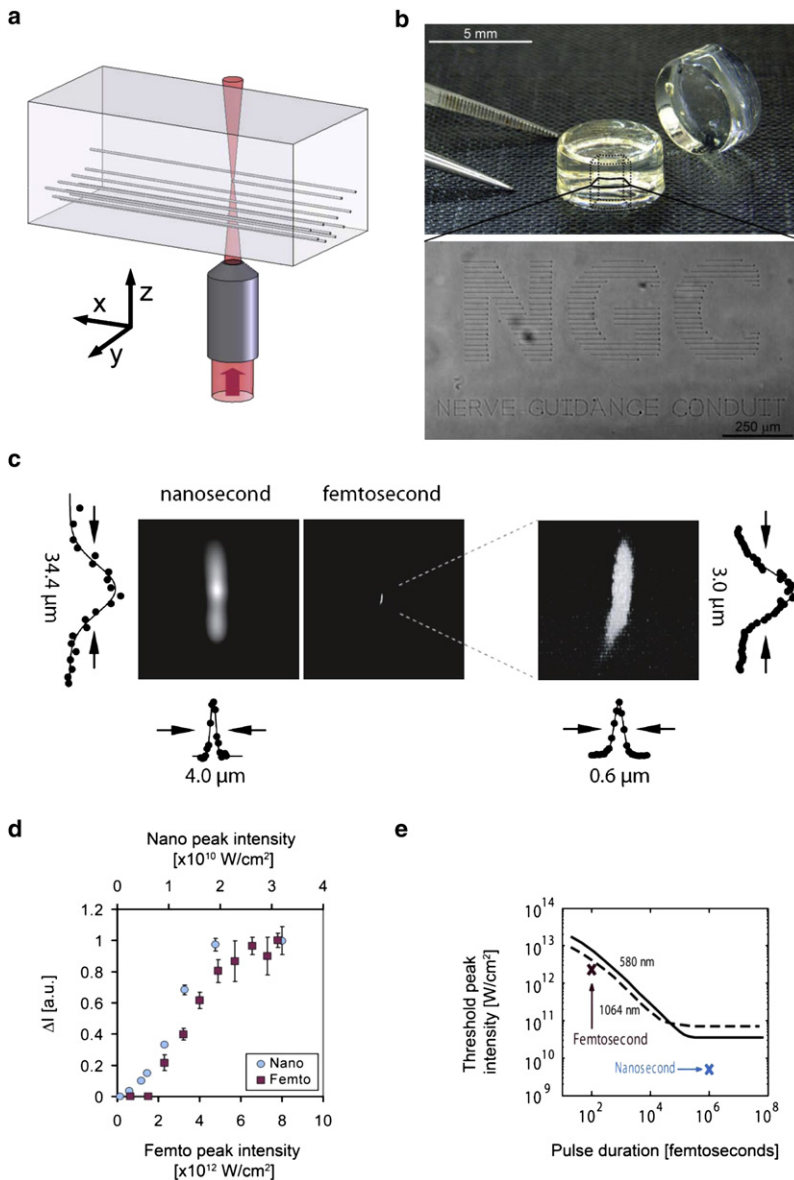 a
x
z
y
b
5 mm
NGC
NERVE-GUIDANCE CONDUIT
250 µm
c
nanosecond
femtosecond
34.4 µm
4.0 µm
3.0 µm
0.6 µm
d
Nano peak intensity
[x10¹⁰ W/cm²]
0 1 2 3 4
1.2
1
0.8
0.6
0.4
0.2
0
ΔI [a.u.]
Nano
Femto
0 2 4 6 8 10
Femto peak intensity
[x10¹² W/cm²]
e
Threshold peak
intensity [W/cm²]
10¹⁴
10¹³
10¹²
10¹¹
10¹⁰
10⁹
580 nm
1064 nm
Femtosecond
Nanosecond
10² 10⁴ 10⁶ 10⁸
Pulse duration [femtoseconds]